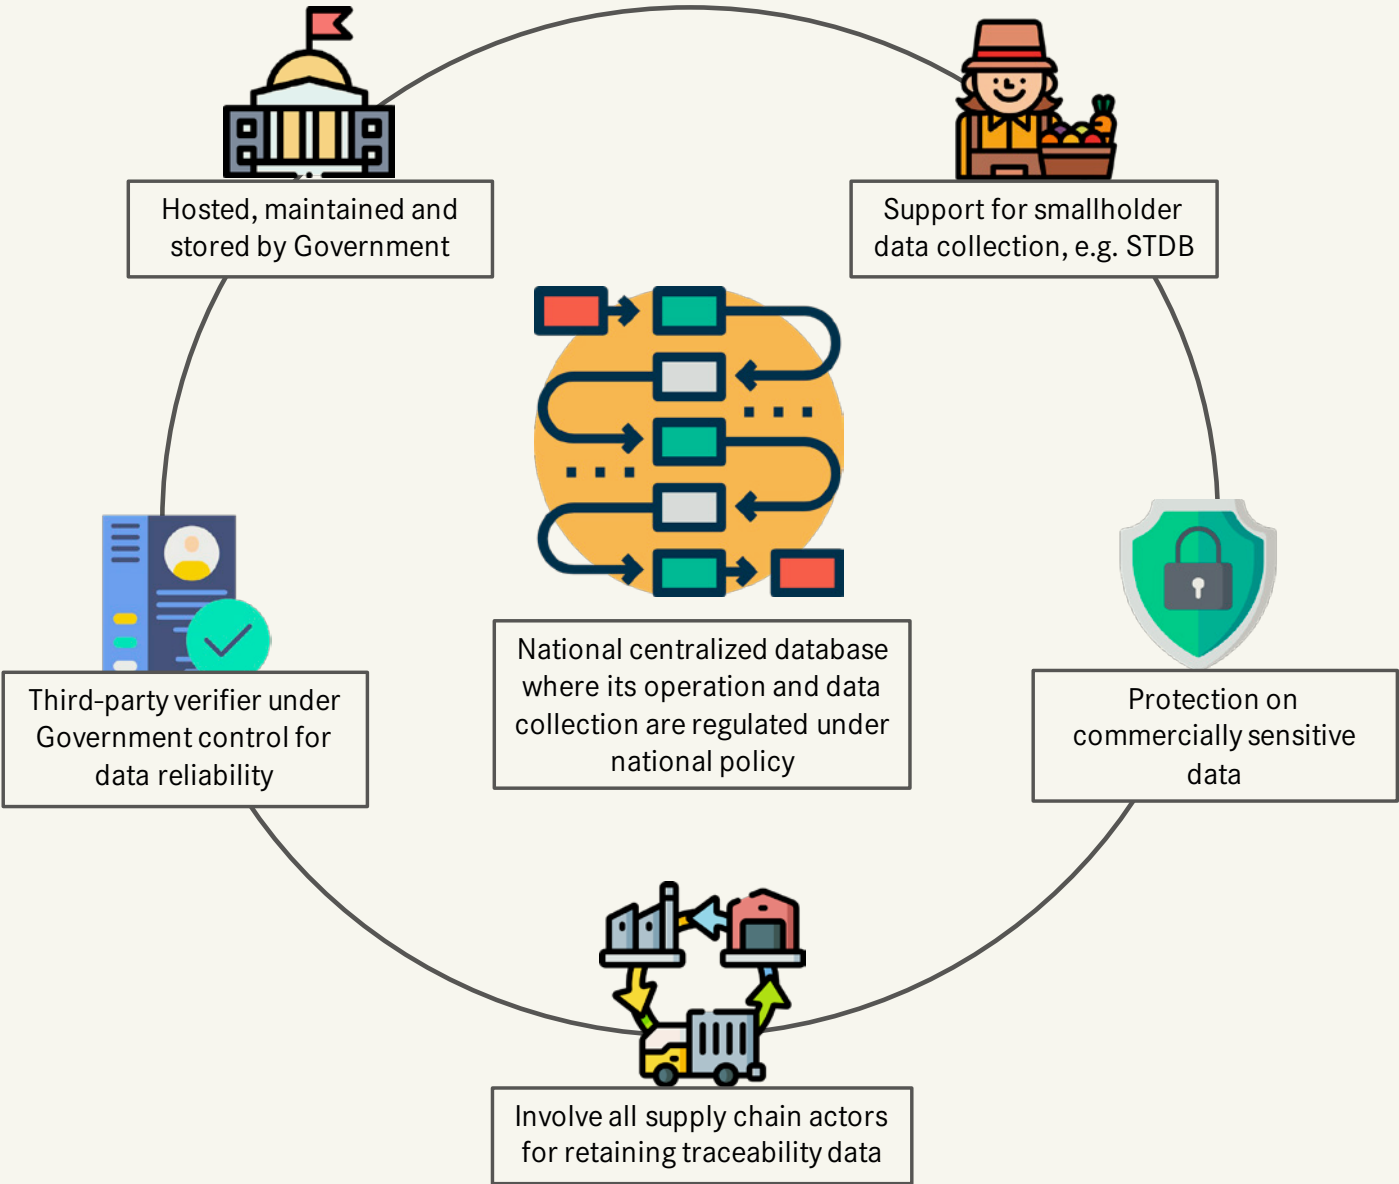 Hosted, maintained and
stored by Government
Support for smallholder
data collection, e.g. STDB
National centralized database
where its operation and data
collection are regulated under
national policy
Third-party verifier under
Government control for
data reliability
Protection on
commercially sensitive
data
Involve all supply chain actors
for retaining traceability data